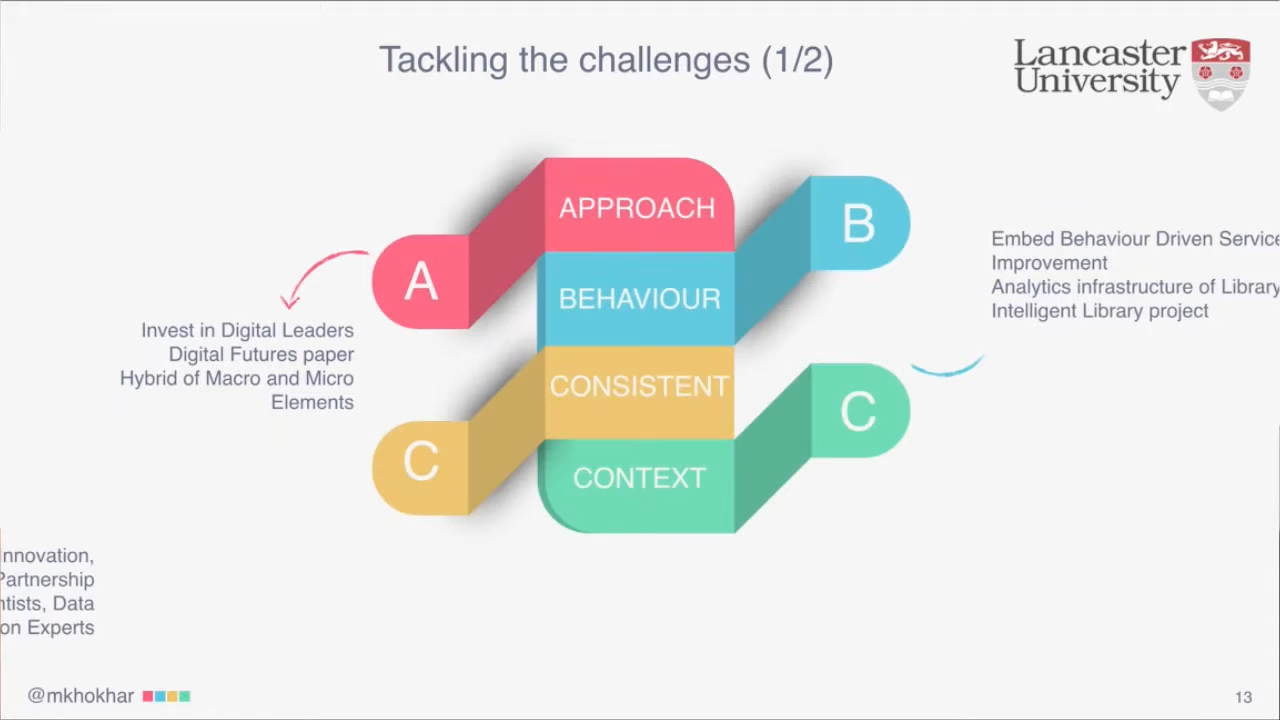 Tackling the challenges (1/2)
Lancaster
University
APPROACH
A
BEHAVIOUR
B
CONSISTENT
C
CONTEXT
C
Invest in Digital Leaders
Digital Futures paper
Hybrid of Macro and Micro
Elements
Embed Behaviour Driven Service
Improvement
Analytics infrastructure of Library
Intelligent Library project
Partnership
Data
Experts
@mkhokhar
13